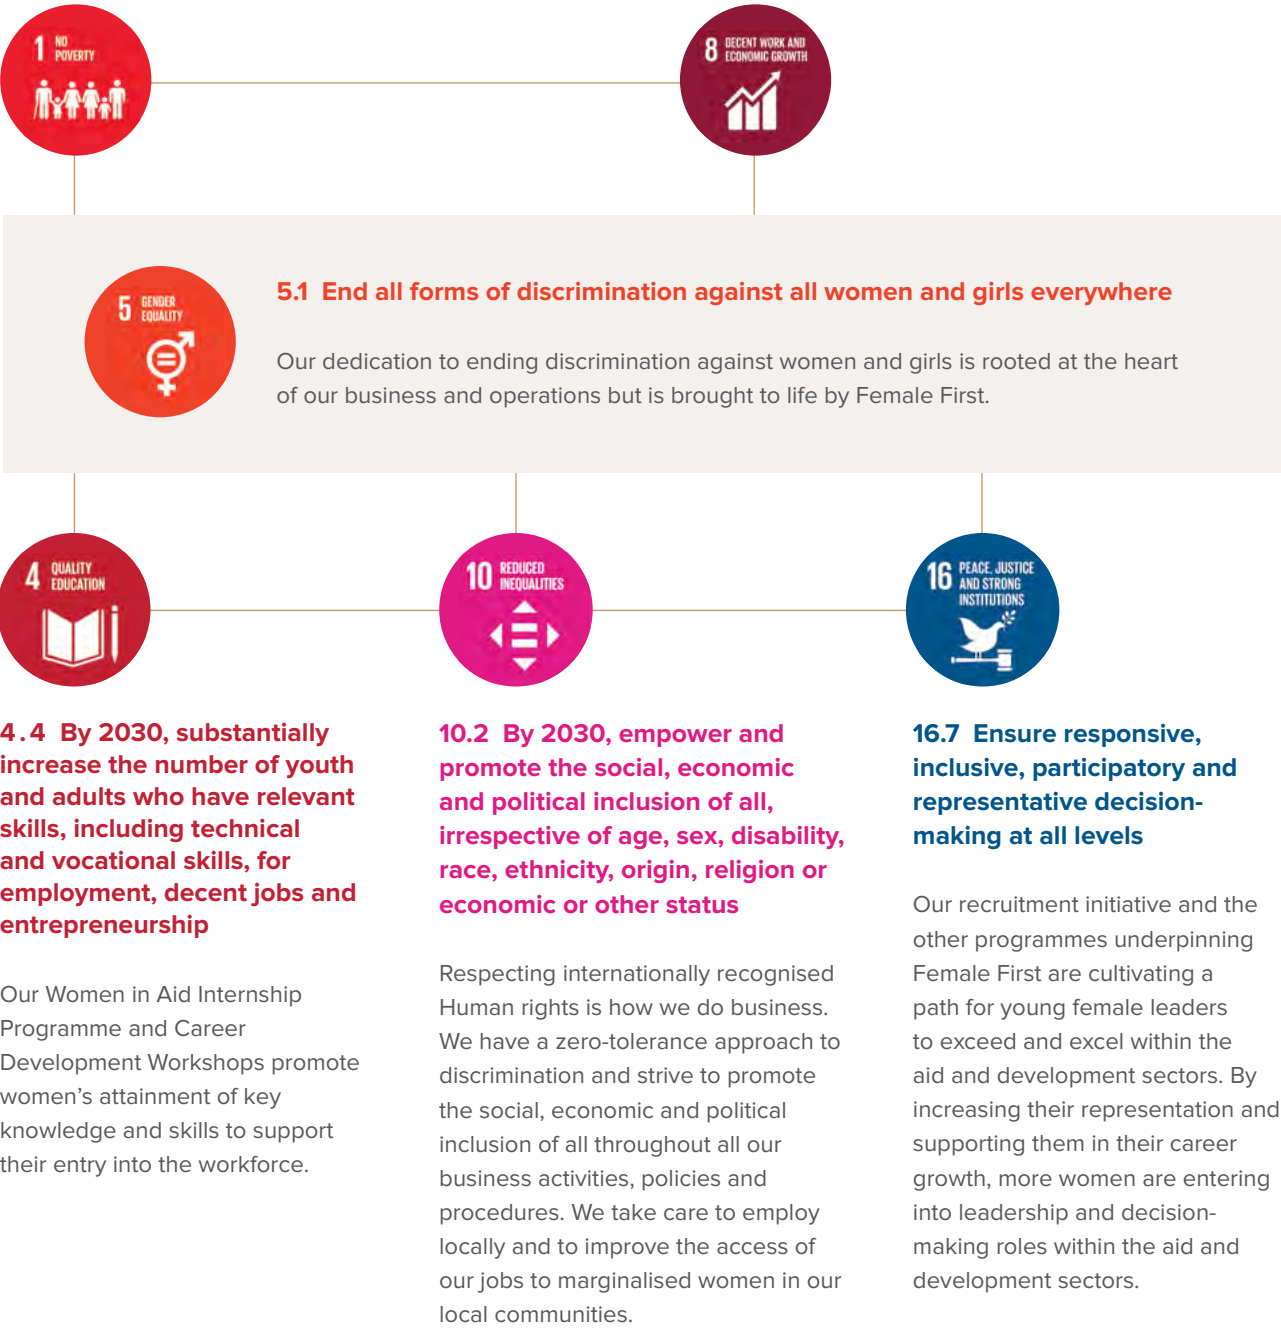 1 NO
POVERTY
8 DECENT WORK AND
ECONOMIC GROWTH
5 GENDER
EQUALITY
5.1 End all forms of discrimination against all women and girls everywhere
Our dedication to ending discrimination against women and girls is rooted at the heart
of our business and operations but is brought to life by Female First.
4 QUALITY
EDUCATION
4.4 By 2030, substantially
increase the number of youth
and adults who have relevant
skills, including technical
and vocational skills, for
employment, decent jobs and
entrepreneurship
Our Women in Aid Internship
Programme and Career
Development Workshops promote
women's attainment of key
knowledge and skills to support
their entry into the workforce.
10 REDUCED
INEQUALITIES
10.2 By 2030, empower and
promote the social, economic
and political inclusion of all,
irrespective of age, sex, disability,
race, ethnicity, origin, religion or
economic or other status
Respecting internationally recognised
Human rights is how we do business.
We have a zero-tolerance approach to
discrimination and strive to promote
the social, economic and political
inclusion of all throughout all our
business activities, policies and
procedures. We take care to employ
locally and to improve the access of
our jobs to marginalised women in our
local communities.
16 PEACE, JUSTICE
AND STRONG
INSTITUTIONS
16.7 Ensure responsive,
inclusive, participatory and
representative decision-
making at all levels
Our recruitment initiative and the
other programmes underpinning
Female First are cultivating a
path for young female leaders
to exceed and excel within the
aid and development sectors. By
increasing their representation and
supporting them in their career
growth, more women are entering
into leadership and decision-
making roles within the aid and
development sectors.